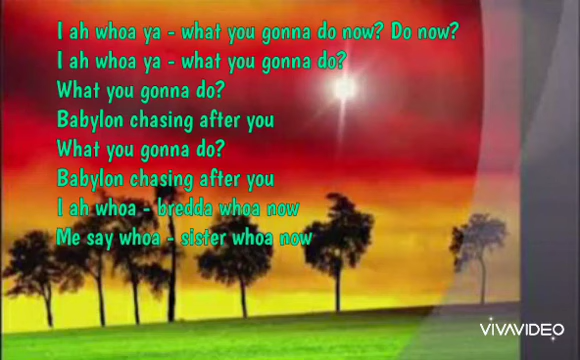 I ah whoa ya - what you gonna do now? Do now?
I ah whoa ya - what you gonna do?
What you gonna do?
Babylon chasing after you
What you gonna do?
Babylon chasing after you
I ah whoa - bredda whoa now
Me say whoa - sister whoa now
VIVAVIDEO